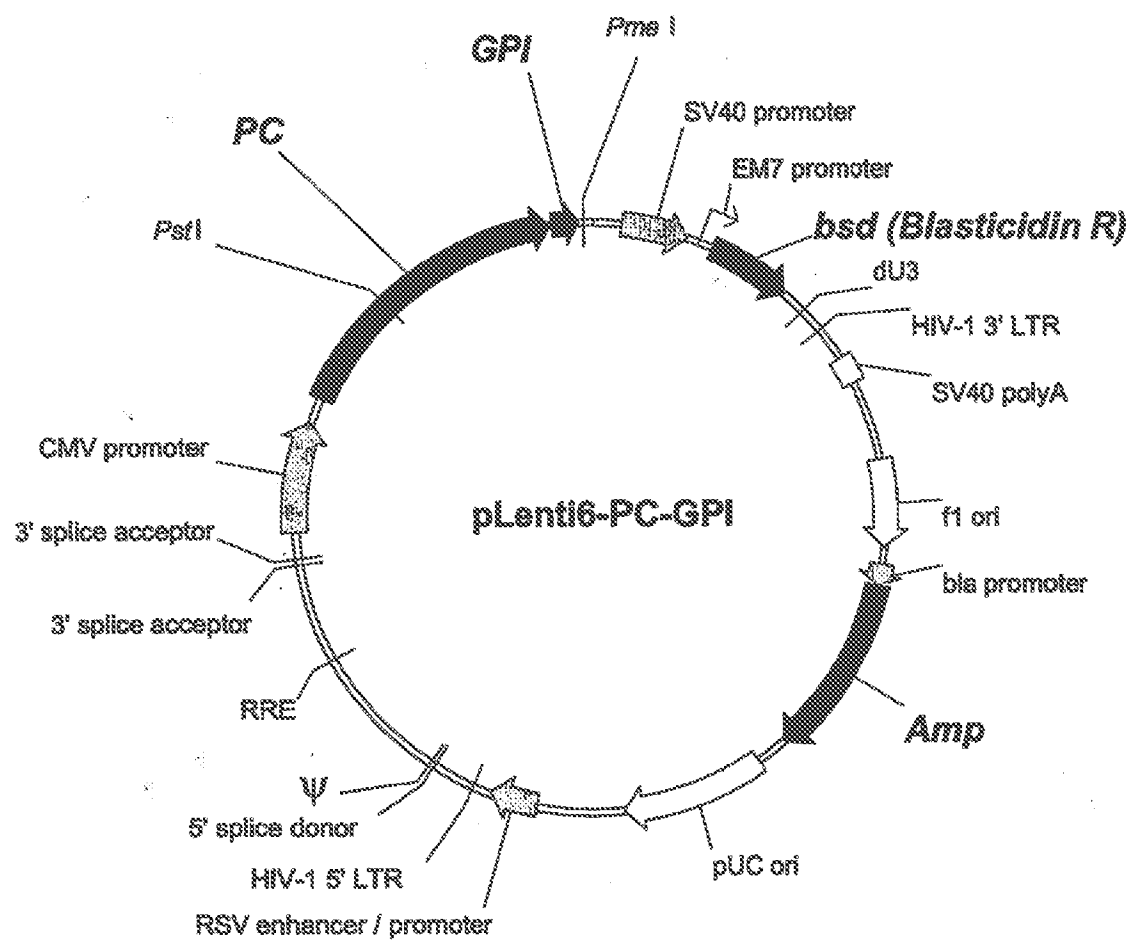 Pme I
GPI
SV40 promoter
PC
EM7 promoter
PstI
bsd (Blasticidin R)
dU3
HIV-1 3' LTR
SV40 polyA
CMV promoter
pLenti6-PC-GPI
3' splice acceptor
f1 ori
bla promoter
3' splice acceptor
RRE
Amp
Ψ
5' splice donor
pUC ori
HIV-1 5' LTR
RSV enhancer / promoter